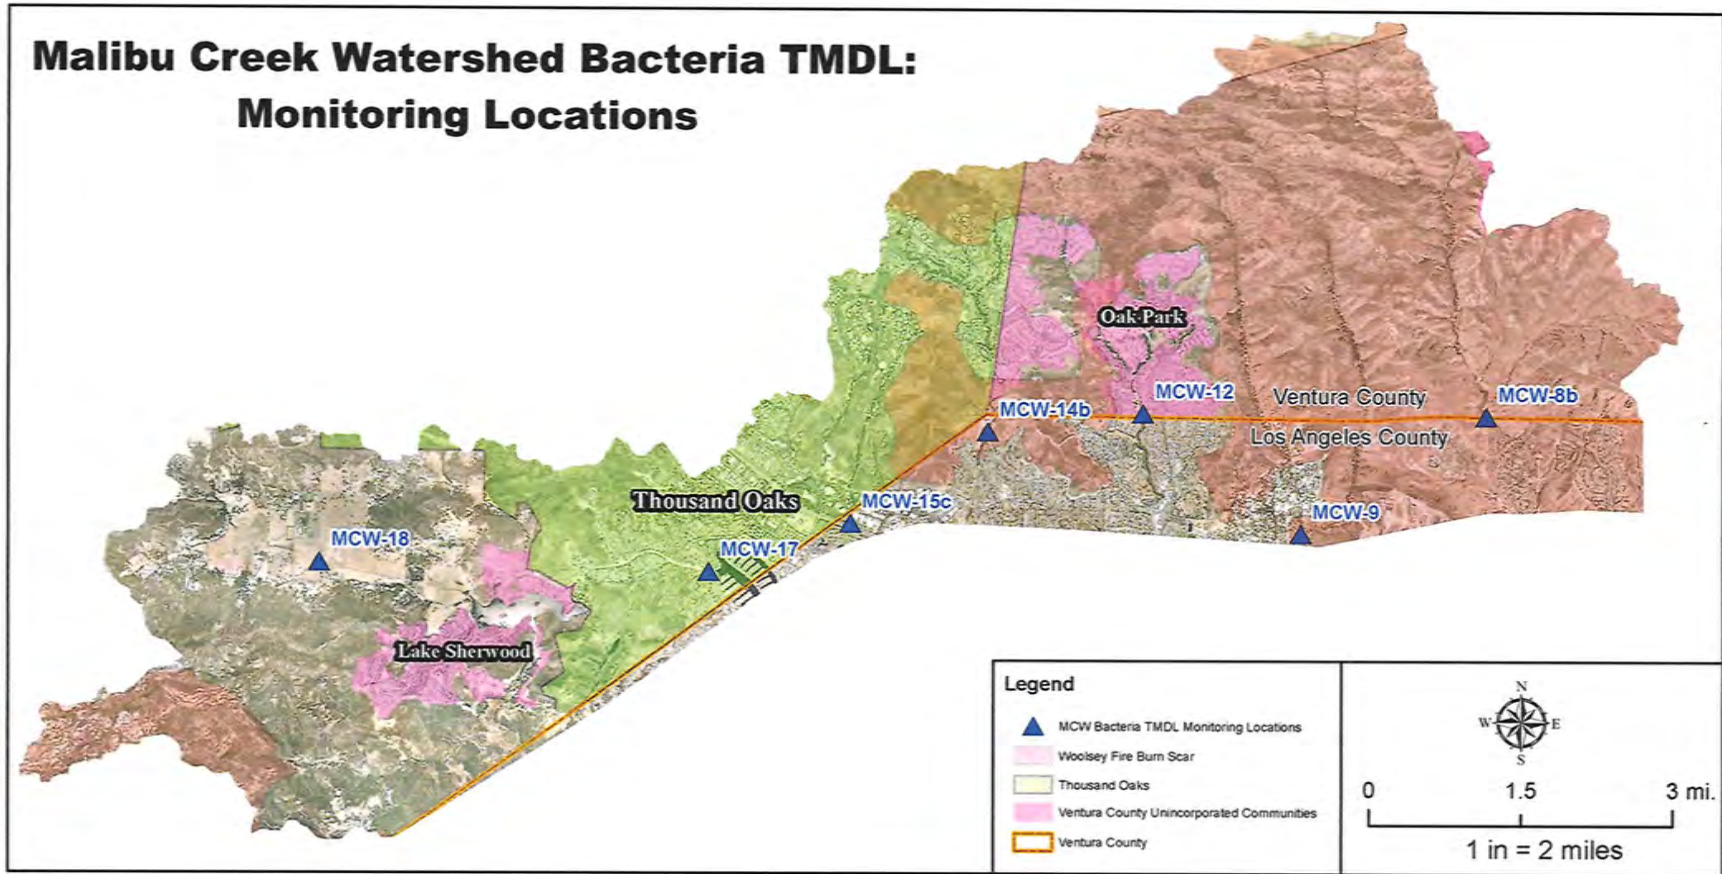 Malibu Creek Watershed Bacteria TMDL:
Monitoring Locations
Oak Park
MCW-12
MCW-14b
Ventura County
MCW-8b
Los Angeles County
Thousand Oaks
MCW-15c
MCW-9
MCW-18
MCW-17
Lake Sherwood
Legend
MCW Bacteria TMDL Monitoring Locations
Woolsey Fire Burn Scar
Thousand Oaks
Ventura County Unincorporated Communities
Ventura County
N
W E
S
0 1.5 3 mi.
1 in = 2 miles